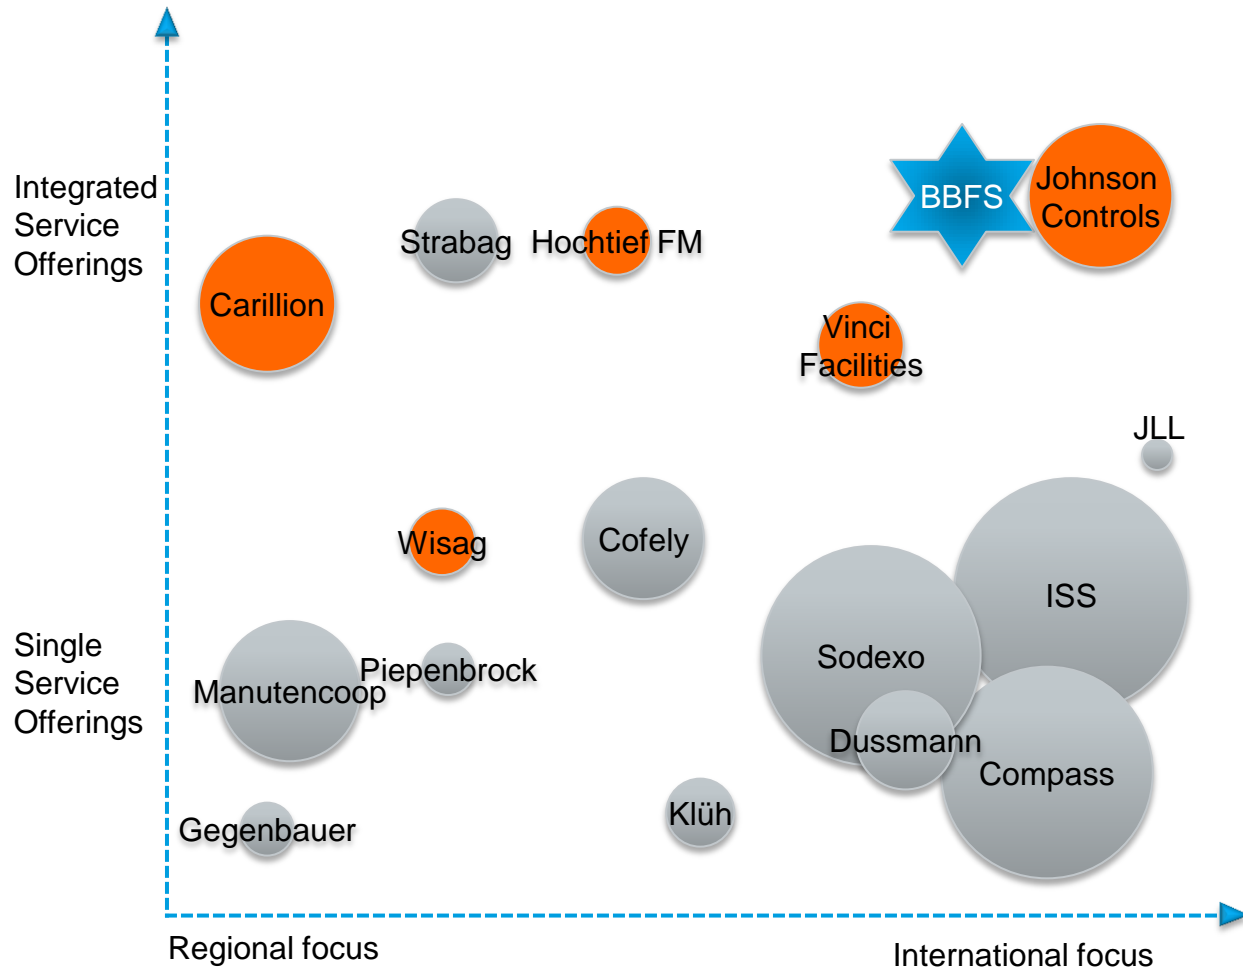 Integrated
Service
Offerings
BBFS
Johnson
Controls
Strabag
Hochtief FM
Carillion
Vinci
Facilities
JLL
Wisag
Cofely
ISS
Single
Service
Offerings
Sodexo
Piepenbrock
Manutencoop
Dussmann
Compass
Klüh
Gegenbauer
Regional focus
International focus